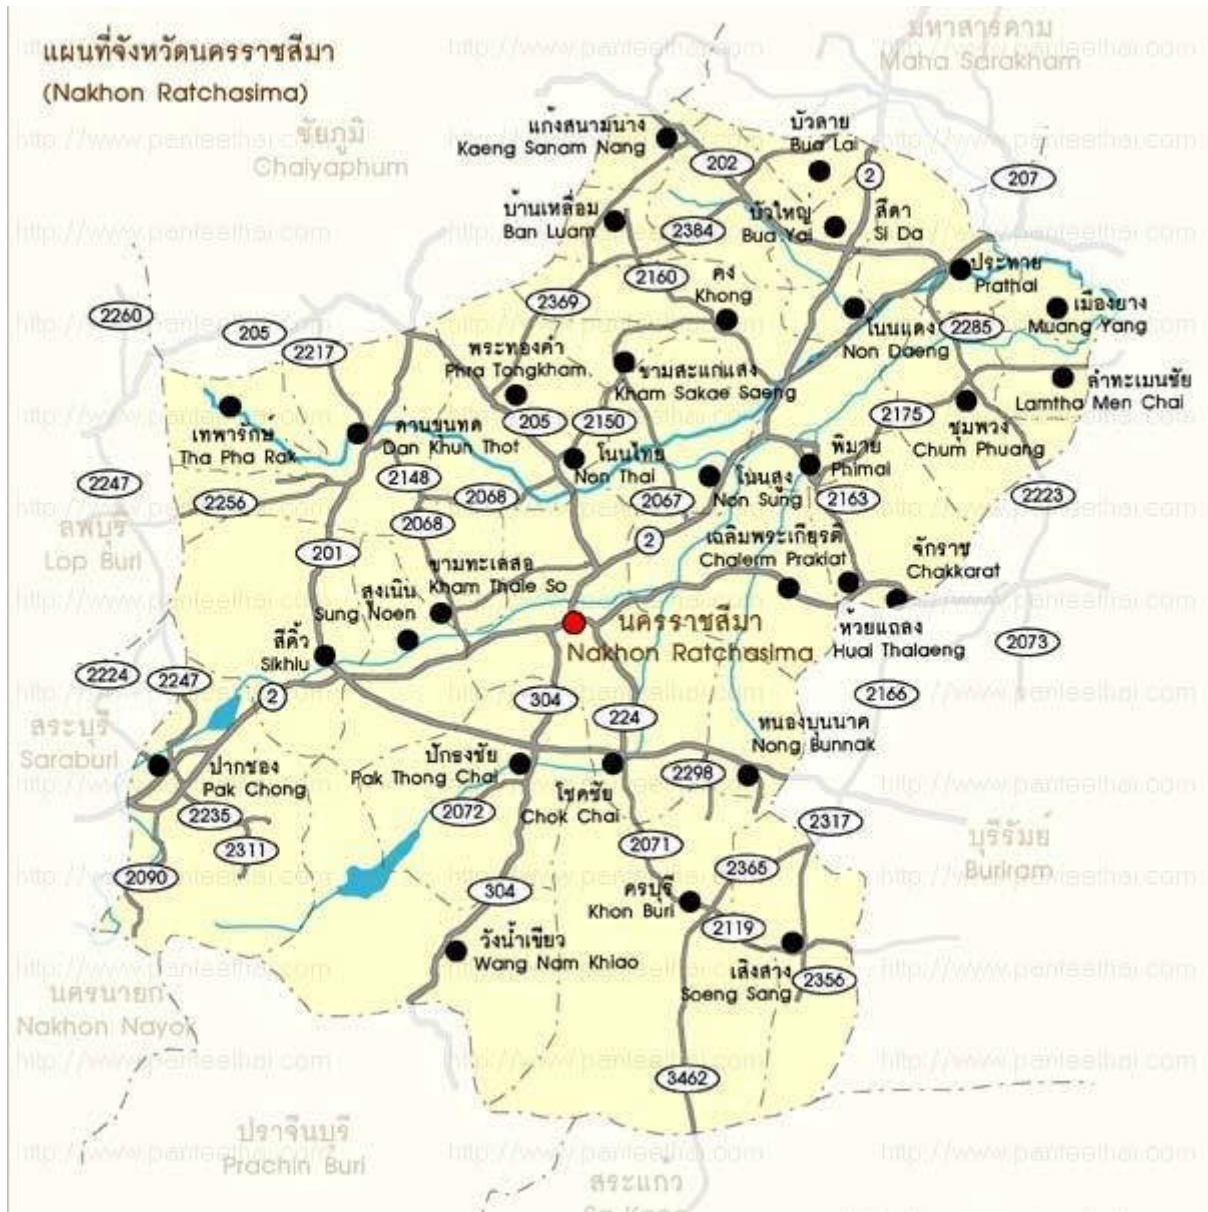 แผนที่จังหวัดนครราชสีมา
(Nakhon Ratchasima)
มหาสารคาม
Maha Sarakham
ชัยภูมิ
Chaiyaphum
แก้งสนามนาง
Kaeng Sanam Nang
บัวลาย
Bua Lai
202
2
207
บ้านเหลื่อม
Ban Luam
2384
บัวใหญ่
Bua Yai
สีดา
Si Da
2160
คง
Khong
ประทาย
Prathai
2260
205
2217
2369
เมืองยาง
Muang Yang
โนนแดง
Non Daeng
2285
พระทองคำ
Phra Tongkham
ขามสะแกแสง
Kham Sakae Saeng
ลำทะเมนชัย
Lamtha Men Chai
เทพารักษ์
Tha Pha Rak
ด่านขุนทด
Dan Khun Thot
205
2150
2175
ชุมพวง
Chum Phuang
โนนไทย
Non Thai
โนนสูง
Non Sung
พิมาย
Phimai
2247
2256
2148
2068
2067
2163
2223
ลพบุรี
Lop Buri
201
2068
2
เฉลิมพระเกียรติ
Chalerm Prakiat
จักราช
Chakkarat
ขามทะเลสอ
Kham Thale So
สูงเนิน
Sung Noen
สีคิ้ว
Sikhiu
นครราชสีมา
Nakhon Ratchasima
ห้วยแถลง
Huai Thalaeng
2073
2224
2247
2
304
224
2166
สระบุรี
Saraburi
ปากช่อง
Pak Chong
ปักธงชัย
Pak Thong Chai
โชคชัย
Chok Chai
2298
หนองบุนนาค
Nong Bunnak
2235
2311
2072
2071
2317
บุรีรัมย์
Buriram
2090
304
2365
ครบุรี
Khon Buri
2119
วังน้ำเขียว
Wang Nam Khiao
เสิงสาง
Soeng Sang
2356
นครนายก
Nakhon Nayok
3462
ปราจีนบุรี
Prachin Buri
สระแก้ว
http://www.panteethai.com